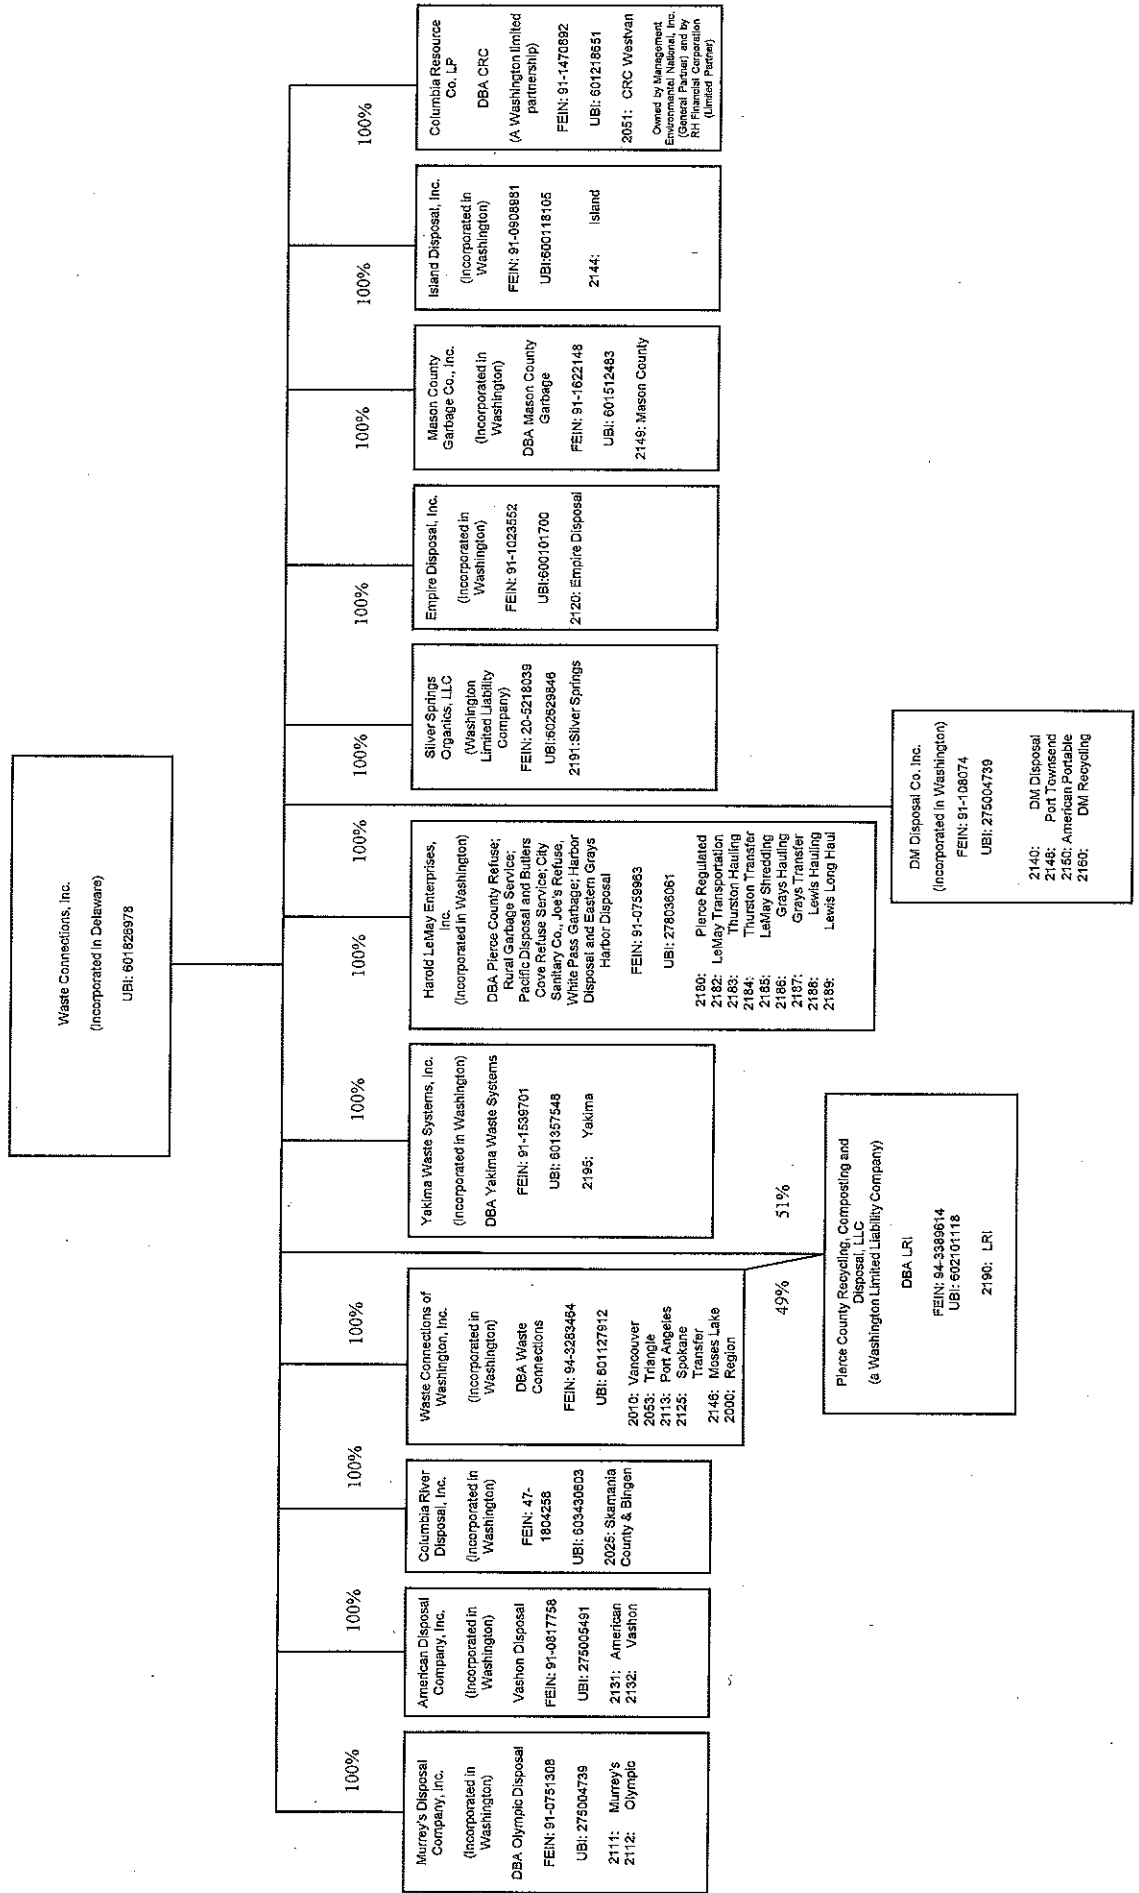 Waste Connections, Inc.
(Incorporated in Delaware)
UBI: 601826978
100%
100%
100%
100%
100%
100%
100%
100%
100%
100%
100%
100%
Murrey's Disposal
Company, Inc.
(Incorporated in
Washington)
DBA Olympic Disposal
FEIN: 91-0751308
UBI: 275004739
2111: Murrey's
2112: Olympic
American Disposal
Company, Inc.
(Incorporated in
Washington)
Vashon Disposal
FEIN: 91-0817758
UBI: 275005491
2131: American
2132: Vashon
Columbia River
Disposal, Inc.
(Incorporated in
Washington)
FEIN: 47-
1804258
UBI: 603430603
2025: Skamania
County & Bingen
Waste Connections of
Washington, Inc.
(Incorporated in
Washington)
DBA Waste
Connections
FEIN: 94-3283464
UBI: 601127912
2010: Vancouver
2053: Triangle
2113: Port Angeles
2125: Spokane
Transfer
2146: Moses Lake
2000: Region
Yakima Waste Systems, Inc.
(Incorporated in Washington)
DBA Yakima Waste Systems
FEIN: 91-1539701
UBI: 601357548
2195: Yakima
Harold LeMay Enterprises,
Inc.
(Incorporated in Washington)
DBA Pierce County Refuse;
Rural Garbage Service;
Pacific Disposal and Butlers
Cove Refuse Service; City
Sanitary Co., Joe's Refuse,
White Pass Garbage; Harbor
Disposal and Eastern Grays
Harbor Disposal
FEIN: 91-0759963
UBI: 278036061
2180: Pierce Regulated
2182: LeMay Transportation
2183: Thurston Hauling
2184: Thurston Transfer
2185: LeMay Shredding
2186: Grays Hauling
2187: Grays Transfer
2188: Lewis Hauling
2189: Lewis Long Haul
Silver Springs
Organics, LLC
(Washington
Limited Liability
Company)
FEIN: 20-5218039
UBI:602629846
2191:Silver Springs
Empire Disposal, Inc.
(Incorporated in
Washington)
FEIN: 91-1023552
UBI:600101700
2120: Empire Disposal
Mason County
Garbage Co., Inc.
(Incorporated in
Washington)
DBA Mason County
Garbage
FEIN: 91-1622148
UBI: 601512483
2149: Mason County
Island Disposal, Inc.
(Incorporated in
Washington)
FEIN: 91-0908981
UBI:600118105
2144: Island
Columbia Resource
Co. LP
DBA CRC
(A Washington limited
partnership)
FEIN: 91-1470892
UBI: 601218651
2051: CRC Westvan
Owned by Management
Environmental National, Inc.
(General Partner) and by
RH Financial Corporation
(Limited Partner)
49%
51%
Pierce County Recycling, Composting and
Disposal, LLC
(a Washington Limited Liability Company)
DBA LRI
FEIN: 94-3389614
UBI: 602101118
2190: LRI
DM Disposal Co. Inc.
(Incorporated in Washington)
FEIN: 91-108074
UBI: 275004739
2140: DM Disposal
2148: Port Townsend
2150: American Portable
2160: DM Recycling